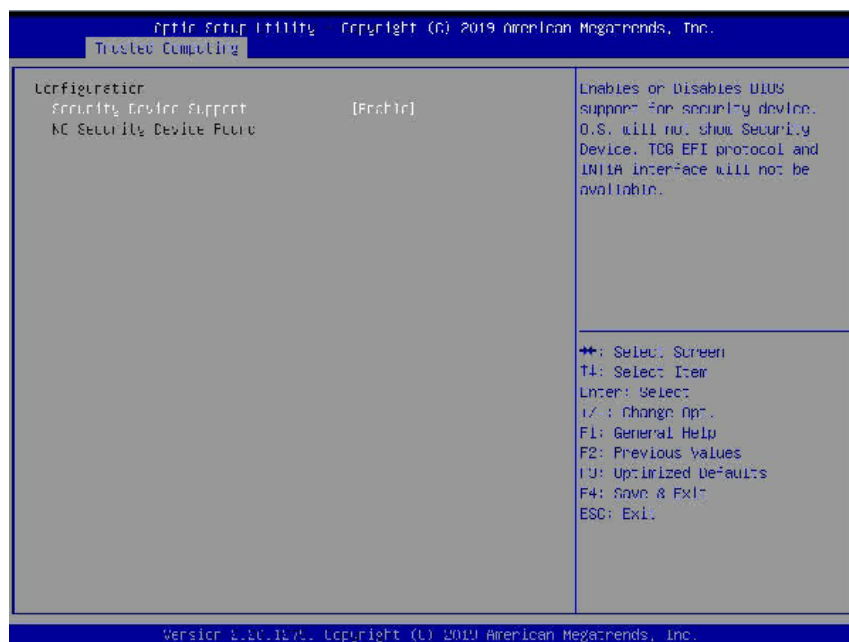 Aptio Setup Utility - Copyright (C) 2019 American Megatrends, Inc.
Trusted Computing
Configuration
Security Device Support [Enable]
NO Security Device Found
Enables or Disables BIOS
support for security device.
O.S. will not show Security
Device. TCG EFI protocol and
INT1A interface will not be
available.
: Select Screen
↑↓: Select Item
Enter: Select
+/-: Change Opt.
F1: General Help
F2: Previous Values
F3: Optimized Defaults
F4: Save & Exit
ESC: Exit
Version Copyright (C) 2019 American Megatrends, Inc.